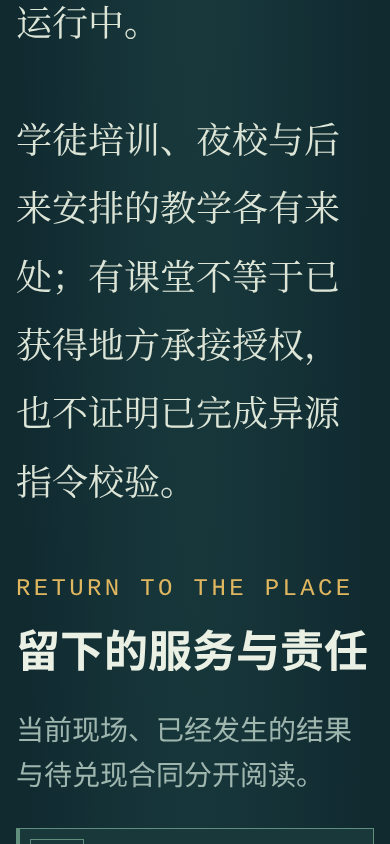 运行中。
学徒培训、夜校与后
来安排的教学各有来
处；有课堂不等于已
获得地方承接授权，
也不证明已完成异源
指令校验。
RETURN TO THE PLACE
留下的服务与责任
当前现场、已经发生的结果
与待兑现合同分开阅读。